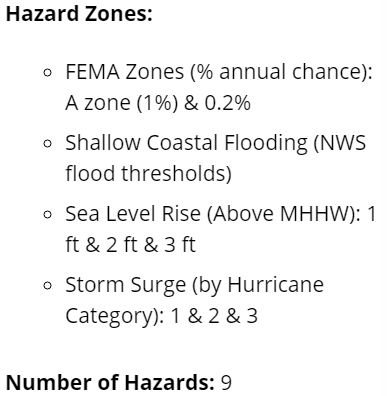 Hazard Zones:
FEMA Zones (% annual chance):
A zone (1%) & 0.2%
Shallow Coastal Flooding (NWS
flood thresholds)
Sea Level Rise (Above MHHW): 1
ft & 2 ft & 3 ft
Storm Surge (by Hurricane
Category): 1 & 2 & 3
Number of Hazards: 9